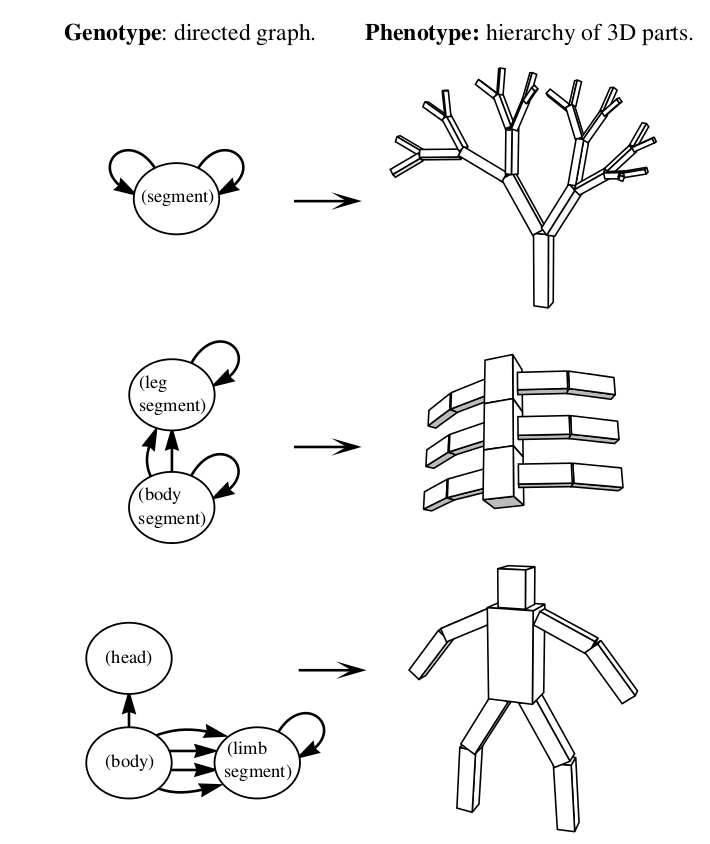 Genotype: directed graph.
Phenotype: hierarchy of 3D parts.
(segment)
(leg
segment)
(body
segment)
(head)
(body)
(limb
segment)